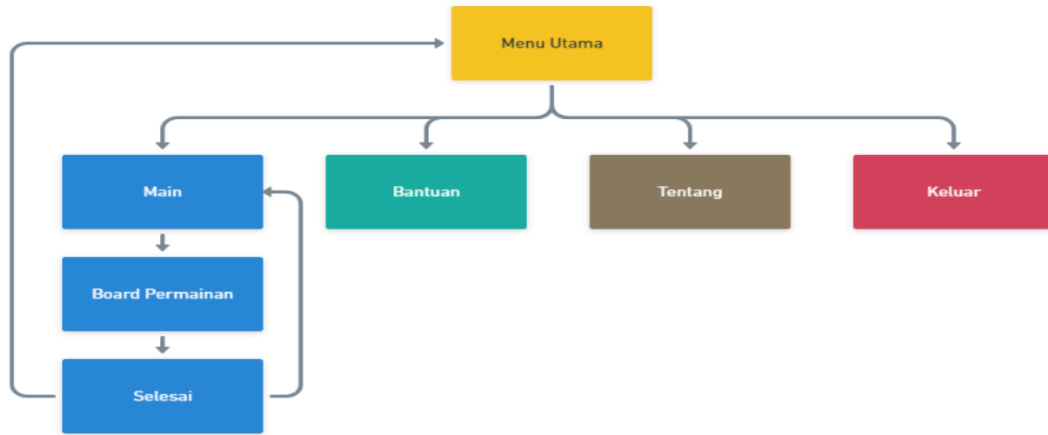 Menu Utama
Main
Bantuan
Tentang
Keluar
Board Permainan
Selesai